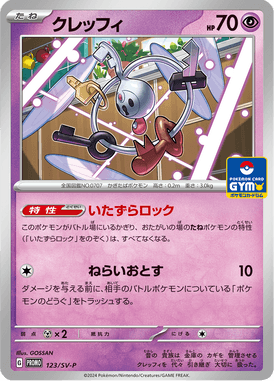 たね
クレッフィ
HP70
POKÉMON CARD
GYM
ポケモンカードジム
全国図鑑NO.0707 かぎたばポケモン 高さ:0.2m 重さ:3.0kg
特性 いたずらロック
このポケモンがバトル場にいるかぎり、おたがいの場のたねポケモンの
特性(「いたずらロック」をのぞく)は、すべてなくなる。
ねらいおとす 10
ダメージを与える前に、相手のバトルポケモンについている「ポケモン
のどうぐ」をトラッシュする。
弱点 ×2 抵抗力 にげる
illus. GOSSAN
G PROMO 123/SV-P
©2024 Pokémon/Nintendo/Creatures/GAME FREAK.